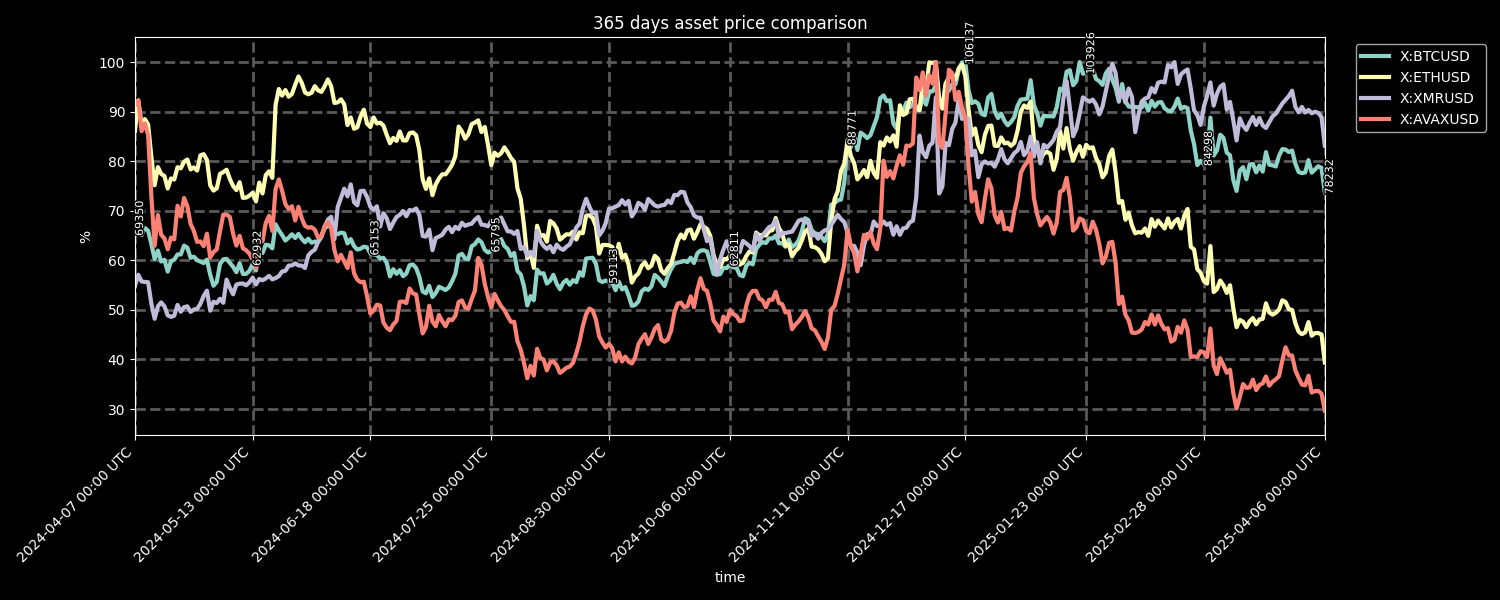 365 days asset price comparison
X:BTCUSD
X:ETHUSD
X:XMRUSD
X:AVAXUSD
%
100
90
80
70
60
50
40
30
69350
62932
65153
65795
59113
62811
88771
106137
103926
84298
78232
2024-04-07 00:00 UTC
2024-05-13 00:00 UTC
2024-06-18 00:00 UTC
2024-07-25 00:00 UTC
2024-08-30 00:00 UTC
2024-10-06 00:00 UTC
2024-11-11 00:00 UTC
2024-12-17 00:00 UTC
2025-01-23 00:00 UTC
2025-02-28 00:00 UTC
2025-04-06 00:00 UTC
time